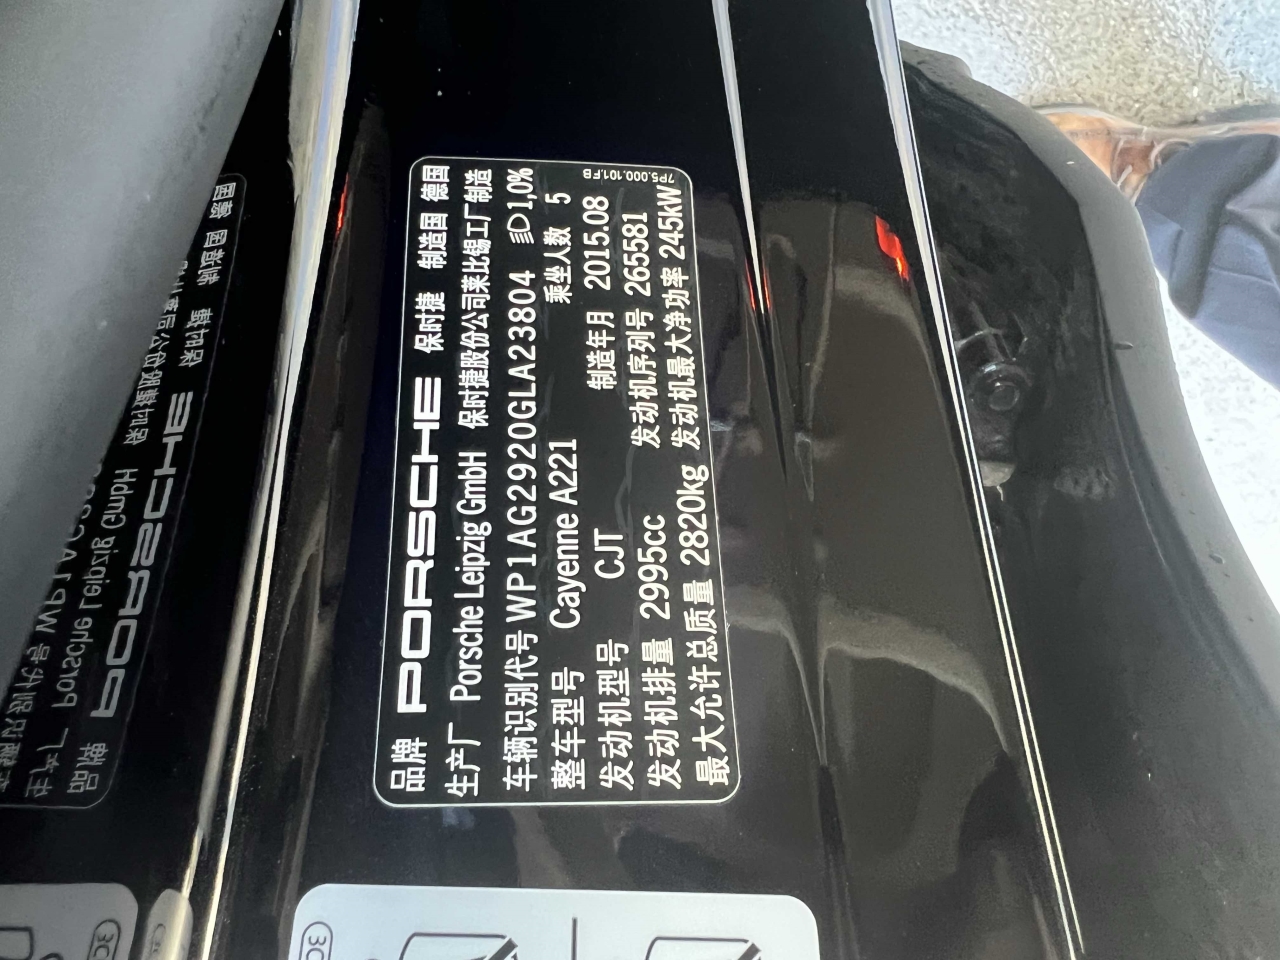 品牌 PORSCHE 保时捷 制造国 德国
生产厂 Porsche Leipzig GmbH 保时捷股份公司莱比锡工厂制造
车辆识别代号 WP1AG2920GLA23804 1,0%
整车型号 Cayenne A221 乘坐人数 5
发动机型号 CJT 制造年月 2015.08
发动机排量 2995cc 发动机序列号 265581
最大允许总质量 2820kg 发动机最大净功率 245kW
7P5.000.101.FB